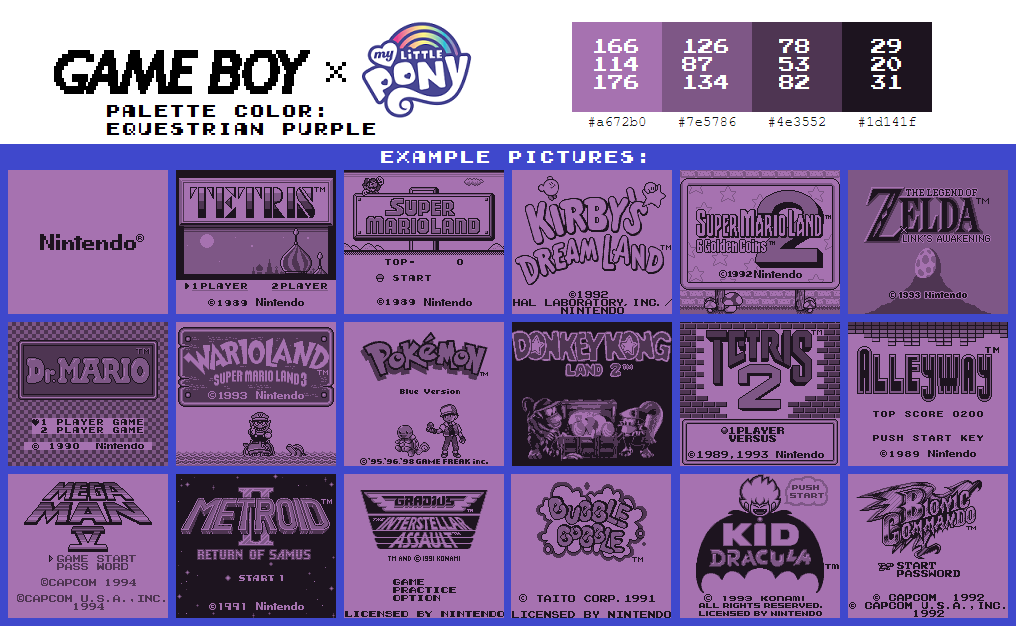 GAME BOY × my LiTTLE PONY
PALETTE COLOR:
EQUESTRIAN PURPLE
166 126 78 29
114 87 53 20
176 134 82 31
#a672b0 #7e5786 #4e3552 #1d141f
EXAMPLE PICTURES:
Nintendo®
TETRIS™
1PLAYER 2PLAYER
©1989 Nintendo
SUPER
MARIOLAND
TOP- 0
START
©1989 Nintendo
KIRBY'S
DREAM LAND™
©1992
HAL LABORATORY, INC. /
NINTENDO
SUPER MARIO LAND 2™
6 Golden Coins™
©1992 Nintendo
THE LEGEND OF
ZELDA™
LINK'S AWAKENING
© 1993 Nintendo
DR. MARIO™
1 PLAYER GAME
2 PLAYER GAME
© 1990 Nintendo
WARIOLAND™
SUPER MARIO LAND 3
©1993 Nintendo
POKéMON™
Blue Version
©'95.'96.'98 GAME FREAK inc.
DONKEY KONG
LAND 2™
TETRIS™
2
1PLAYER
VERSUS
©1989,1993 Nintendo
ALLEYWAY™
TOP SCORE 0200
PUSH START KEY
©1989 Nintendo
MEGA
MAN
IV
GAME START
PASS WORD
©CAPCOM 1994
©CAPCOM U.S.A.,INC.
1994
II
METROID™
RETURN OF SAMUS
START 1
©1991 Nintendo
GRADIUS™
THE INTERSTELLAR
ASSAULT™
TM AND ©1991 KONAMI
GAME
PRACTICE
OPTION
LICENSED BY NINTENDO
BUBBLE
BOBBLE™
© TAITO CORP. 1991
LICENSED BY NINTENDO
PUSH
START
KID
DRACULA™
© 1993 KONAMI
ALL RIGHTS RESERVED.
LICENSED BY NINTENDO
BIONIC
COMMANDO™
START
PASSWORD
© CAPCOM 1992
© CAPCOM U.S.A.,INC.
1992